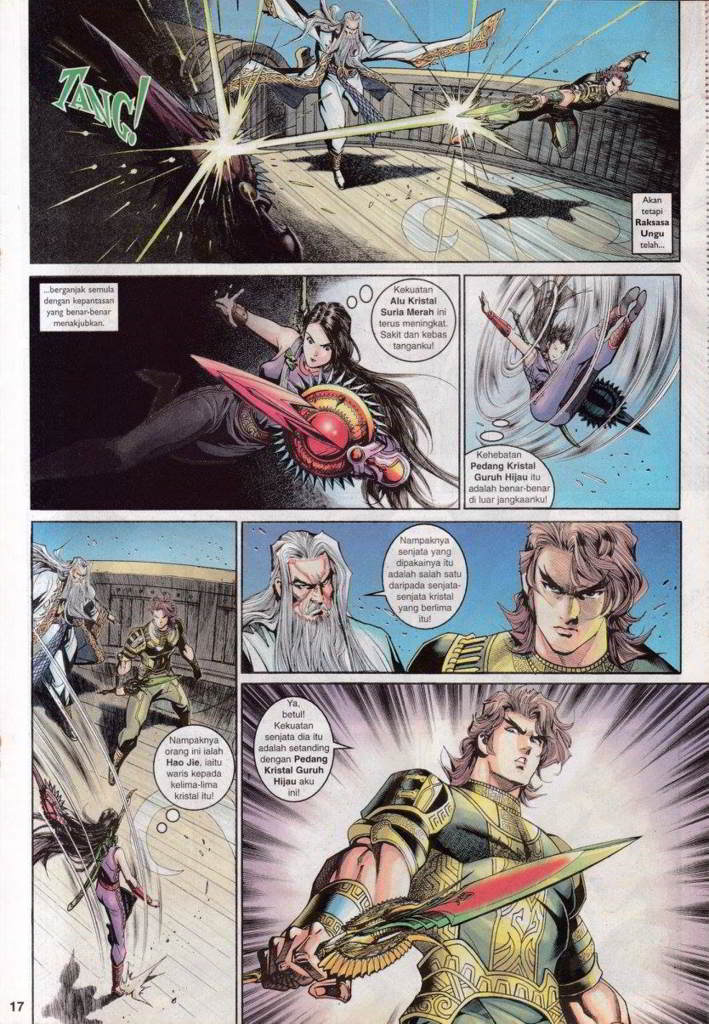 TANG!
Akan
tetapi
Raksasa
Ungu
telah...
...berganjak semula
dengan kepantasan
yang benar-benar
menakjubkan.
Kekuatan
Alu Kristal
Suria Merah ini
terus meningkat.
Sakit dan kebas
tanganku!
Kehebatan
Pedang Kristal
Guruh Hijau itu
adalah benar-benar
di luar jangkaanku!
Nampaknya
orang ini ialah
Hao Jie, iaitu
waris kepada
kelima-lima
kristal itu!
Nampaknya
senjata yang
dipakainya itu
adalah salah satu
daripada senjata-
senjata kristal
yang berlima
itu!
Ya,
betul!
Kekuatan
senjata dia itu
adalah setanding
dengan Pedang
Kristal Guruh
Hijau aku
ini!
17